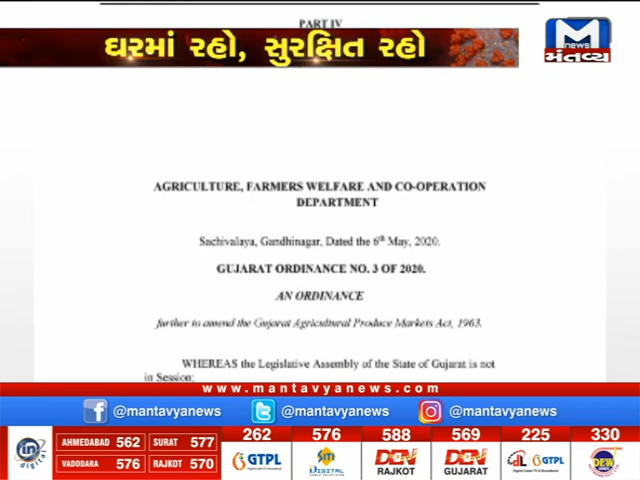 PART IV
ઘરમાં રહો, સુરક્ષિત રહો
M
news
મંતવ્ય
AGRICULTURE, FARMERS WELFARE AND CO-OPERATION
DEPARTMENT
Sachivalaya, Gandhinagar, Dated the 6th May, 2020.
GUJARAT ORDINANCE NO. 3 OF 2020.
AN ORDINANCE
further to amend the Gujarat Agricultural Produce Markets Act, 1963.
WHEREAS the Legislative Assembly of the State of Gujarat is not
in Session;
www.mantavyanews.com
@mantavyanews @mantavyanews @mantavyanews
in digital
AHMEDABAD 562 SURAT 577
VADODARA 576 RAJKOT 570
262 576 588 569 225 330
GTPL SITI DIGITAL DEN RAJKOT DEN GUJARAT dL GTPL DEW